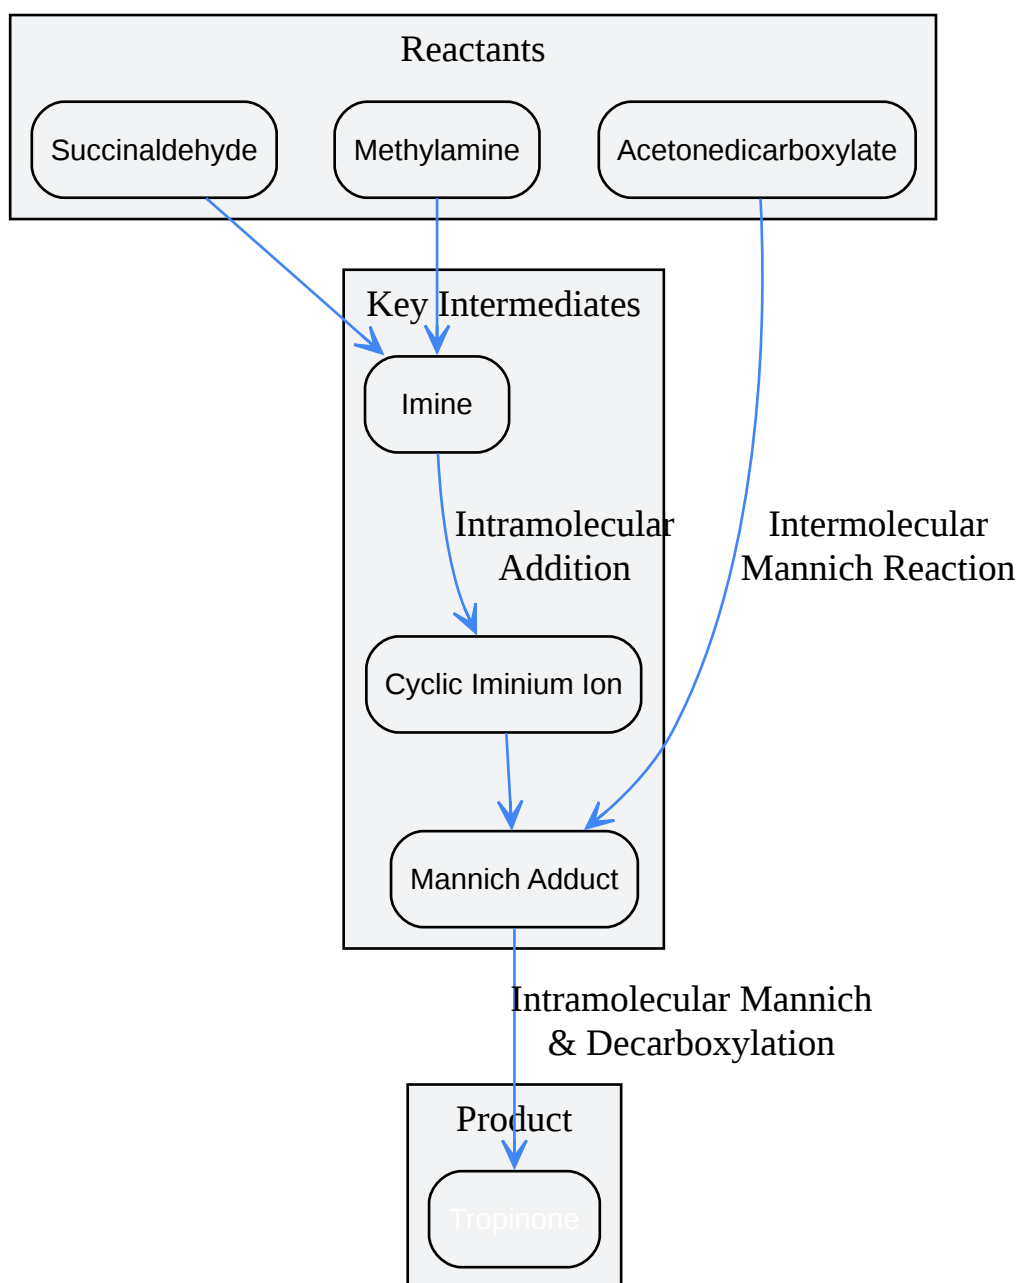 Reactants
Succinaldehyde
Methylamine
Acetonedicarboxylate
Key Intermediates
Imine
Intramolecular
Addition
Intermolecular
Mannich Reaction
Cyclic Iminium Ion
Mannich Adduct
Intramolecular Mannich
& Decarboxylation
Product
Tropinone